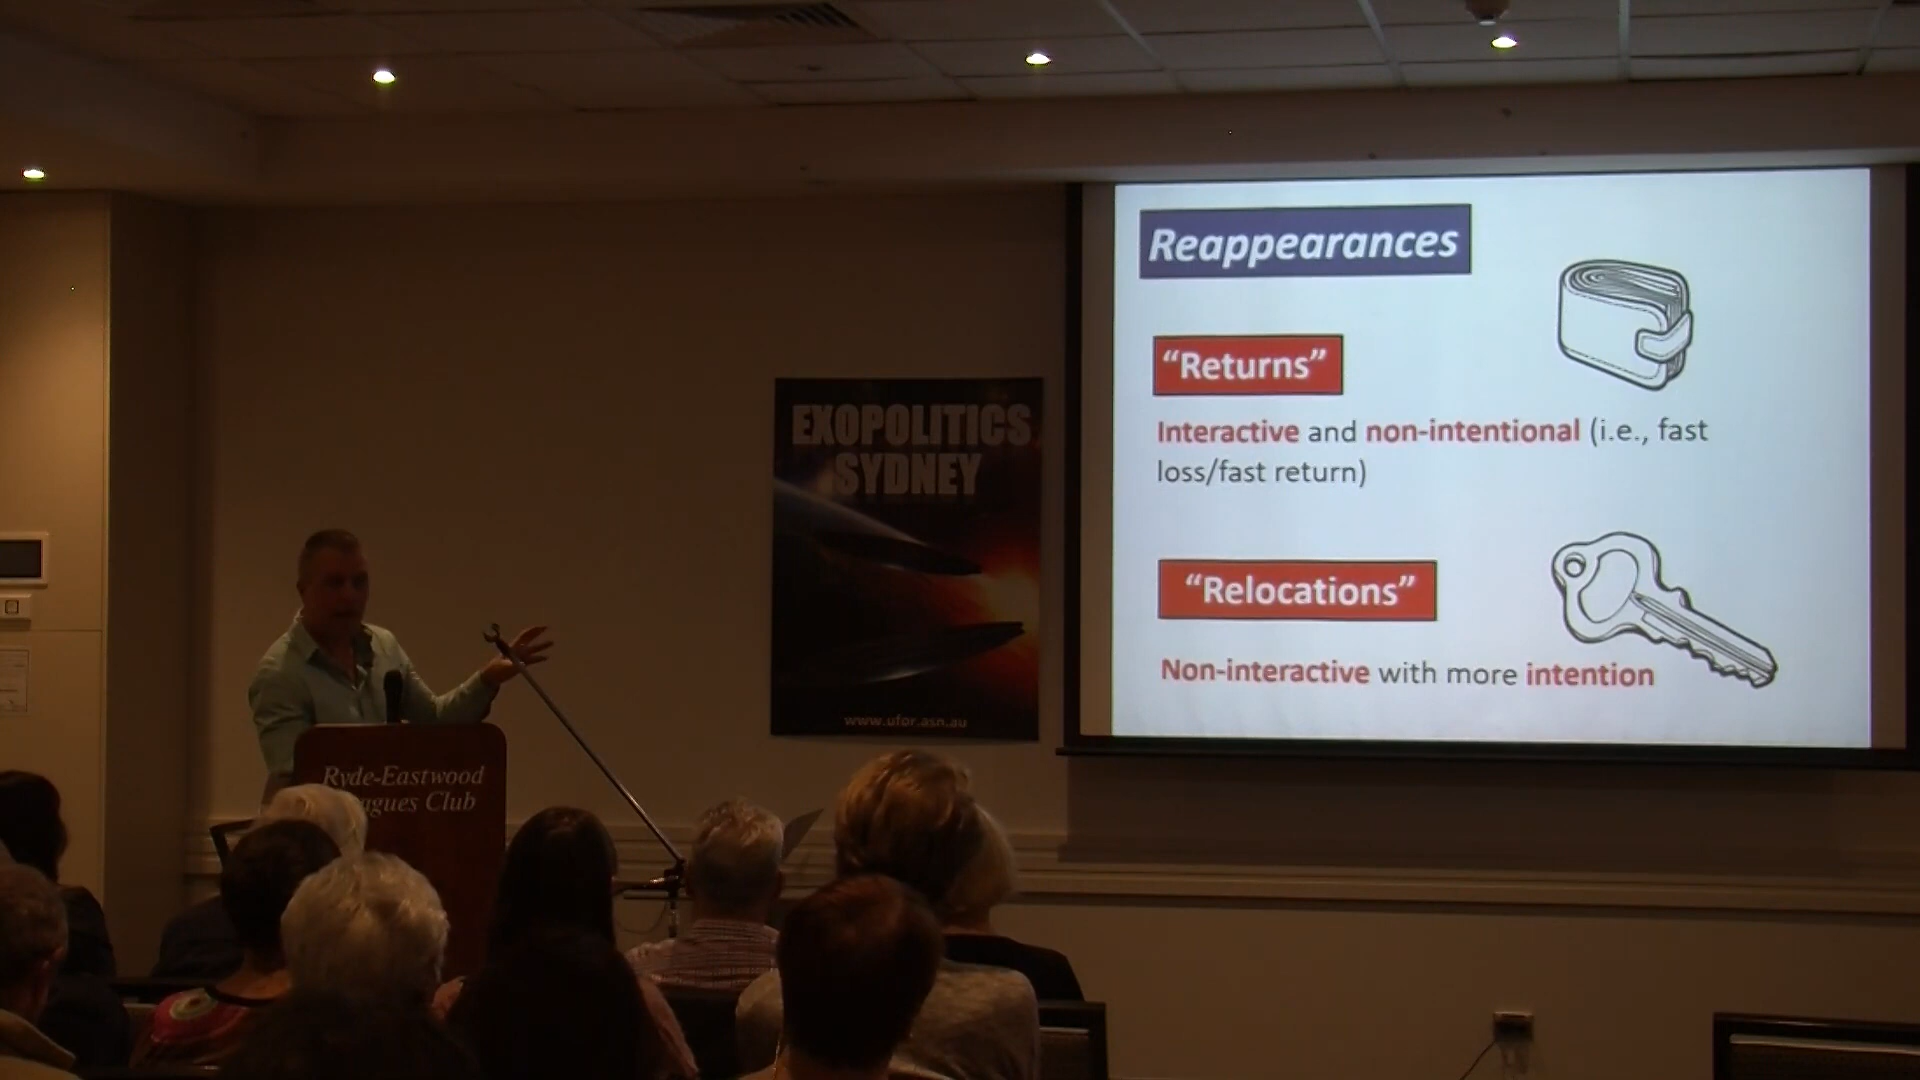 Reappearances
“Returns”
Interactive and non-intentional (i.e., fast
loss/fast return)
“Relocations”
Non-interactive with more intention
EXOPOLITICS
SYDNEY
www.ufor.asn.au
Ryde-Eastwood
agues Club